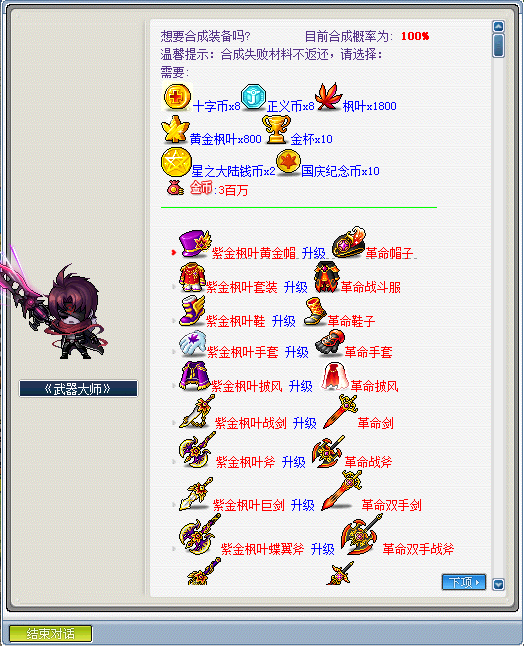 想要合成装备吗? 目前合成概率为: 100%
温馨提示: 合成失败材料不返还, 请选择:
需要:
十字币x8 正义币x8 枫叶x1800
黄金枫叶x800 金杯x10
星之大陆钱币x2 国庆纪念币x10
金币:3百万
紫金枫叶黄金帽 升级 革命帽子
紫金枫叶套装 升级 革命战斗服
紫金枫叶鞋 升级 革命鞋子
紫金枫叶手套 升级 革命手套
紫金枫叶披风 升级 革命披风
紫金枫叶战剑 升级 革命剑
紫金枫叶斧 升级 革命战斧
紫金枫叶巨剑 升级 革命双手剑
紫金枫叶蝶翼斧 升级 革命双手战斧
《武器大师》
下项
结束对话